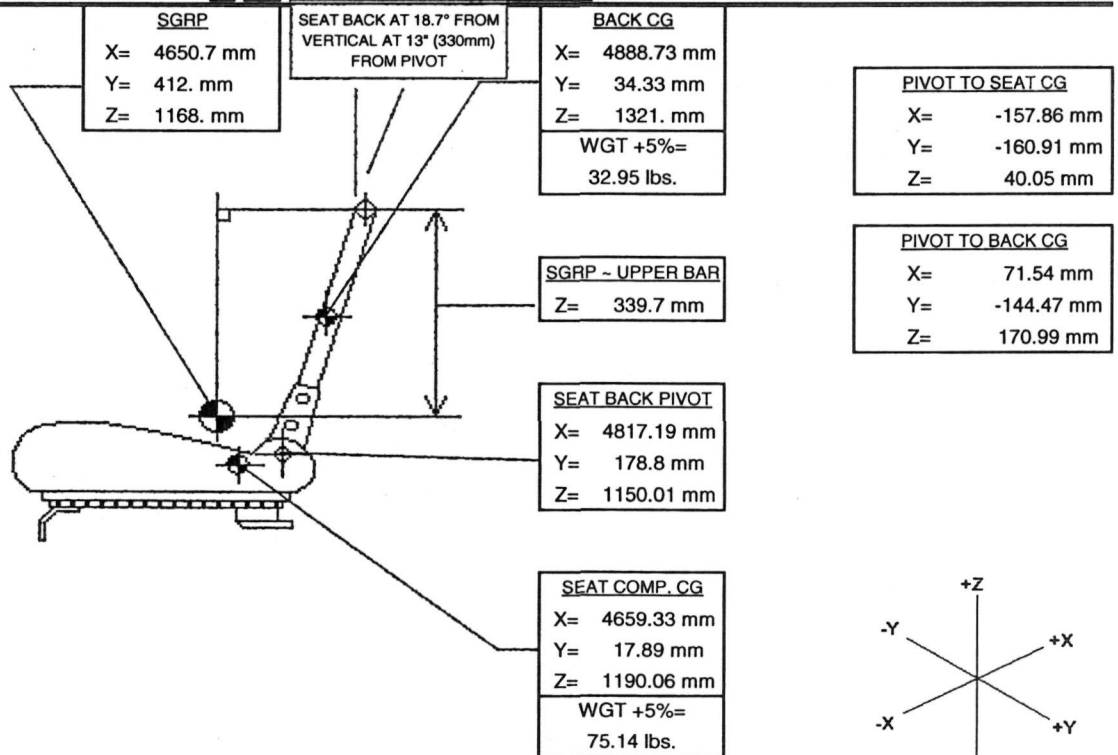 SGRP
X= 4650.7 mm
Y= 412. mm
Z= 1168. mm
SEAT BACK AT 18.7° FROM
VERTICAL AT 13" (330mm)
FROM PIVOT
BACK CG
X= 4888.73 mm
Y= 34.33 mm
Z= 1321. mm
WGT +5%=
32.95 lbs.
PIVOT TO SEAT CG
X= -157.86 mm
Y= -160.91 mm
Z= 40.05 mm
PIVOT TO BACK CG
X= 71.54 mm
Y= -144.47 mm
Z= 170.99 mm
SGRP ~ UPPER BAR
Z= 339.7 mm
SEAT BACK PIVOT
X= 4817.19 mm
Y= 178.8 mm
Z= 1150.01 mm
SEAT COMP. CG
X= 4659.33 mm
Y= 17.89 mm
Z= 1190.06 mm
WGT +5%=
75.14 lbs.
+Z
-Y
+X
-X
+Y